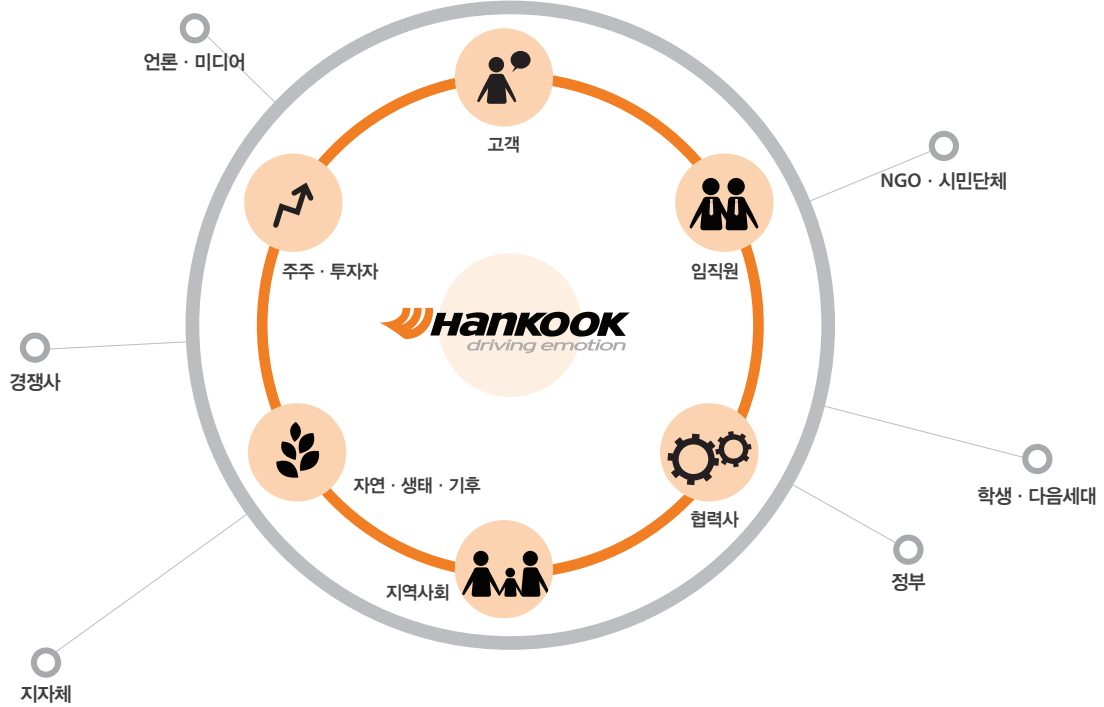 언론 · 미디어
고객
NGO · 시민단체
주주 · 투자자
임직원
HANKOOK
driving emotion
경쟁사
자연 · 생태 · 기후
학생 · 다음세대
협력사
정부
지역사회
지자체